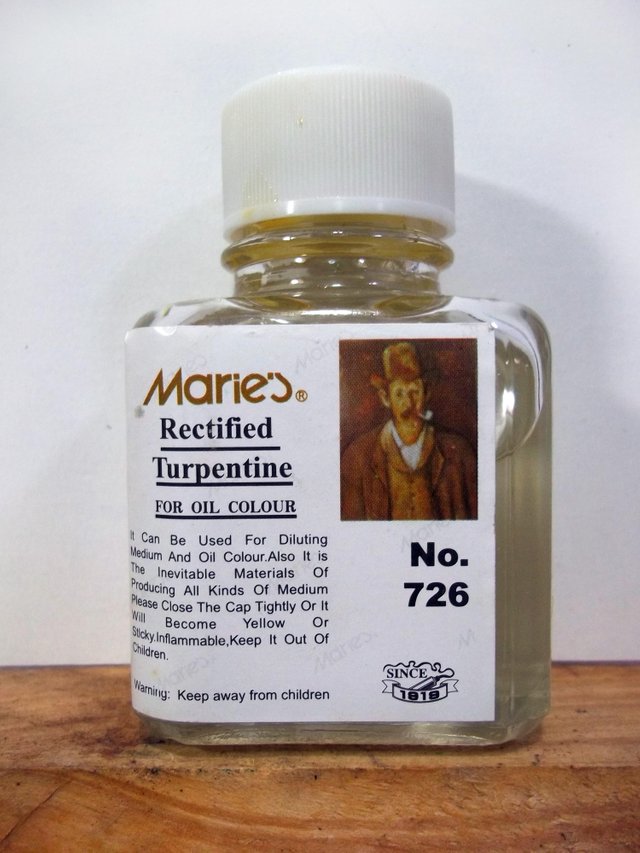 Marie's®
Rectified
Turpentine
FOR OIL COLOUR
It Can Be Used For Diluting
Medium And Oil Colour.Also It is
The Inevitable Materials Of
Producing All Kinds Of Medium
Please Close The Cap Tightly Or It
Will Become Yellow Or
Sticky.Inflammable,Keep It Out Of
Children.
Warning: Keep away from children
No.
726
SINCE
1919